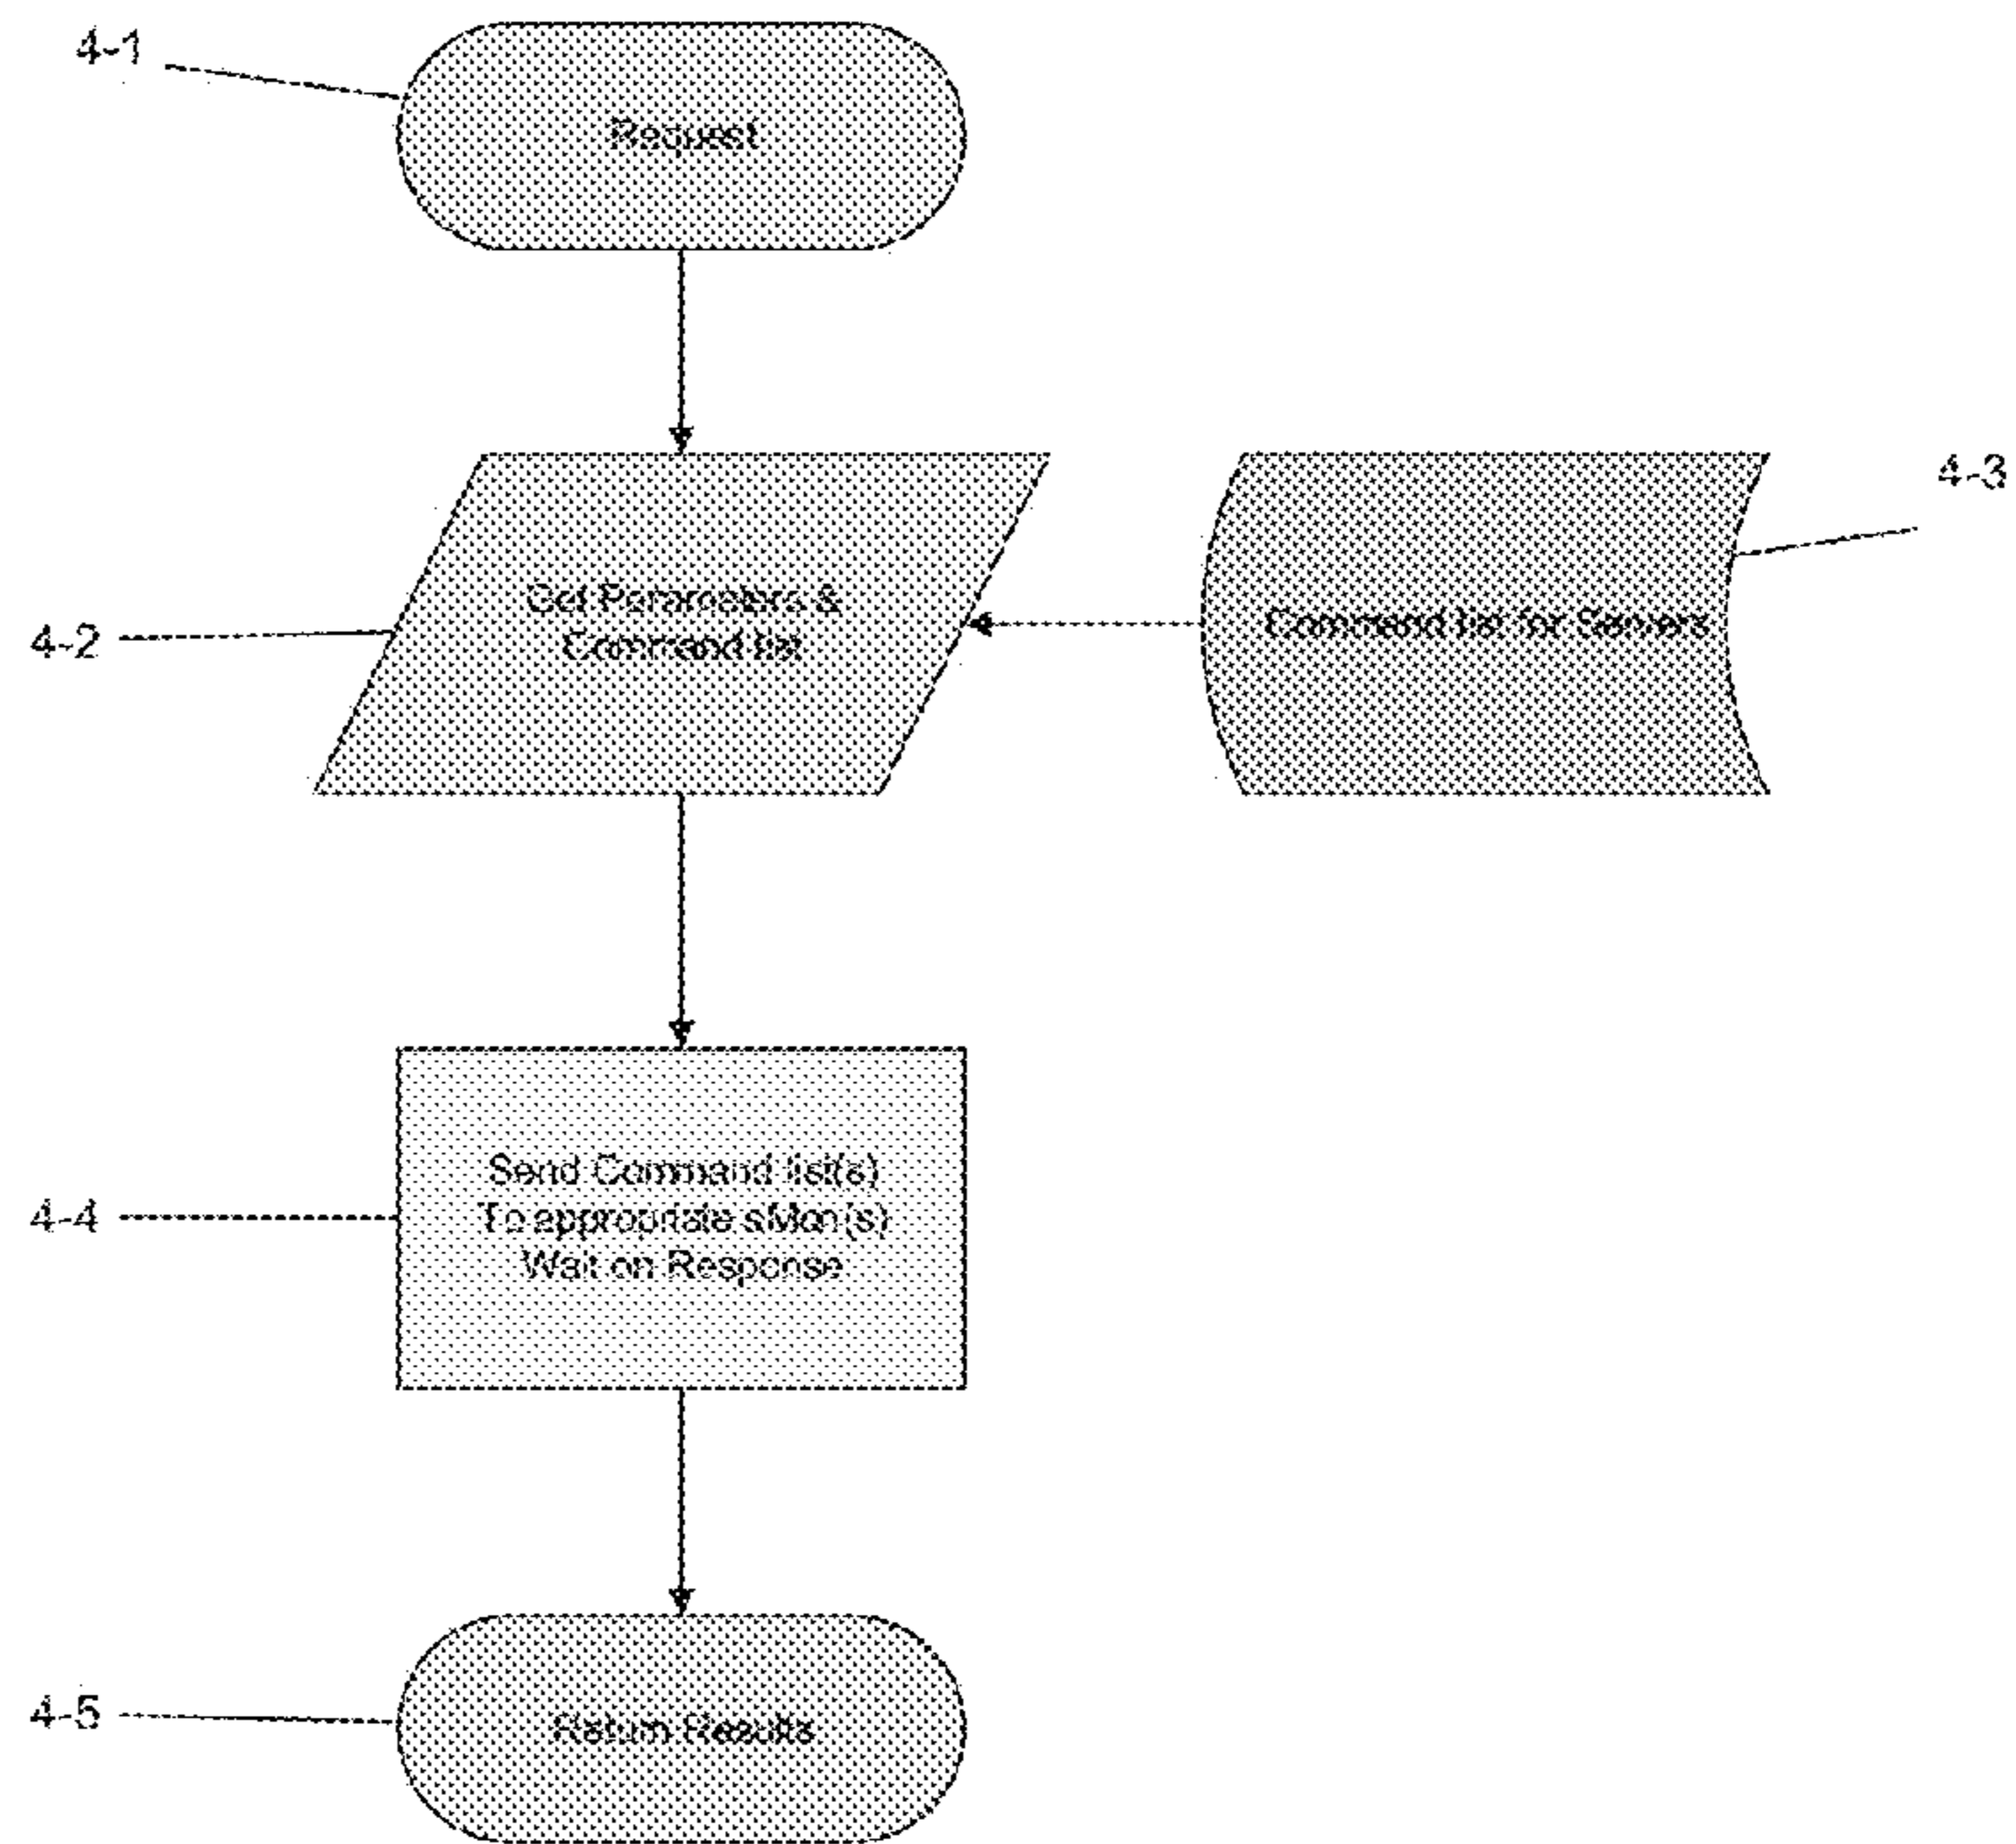 4-1
Request
4-3
Get Parameters &
Command list
Command list for Servers
4-2
Send Command list(s)
To appropriate sMon(s)
Wait on Response
4-4
4-5
Return Results